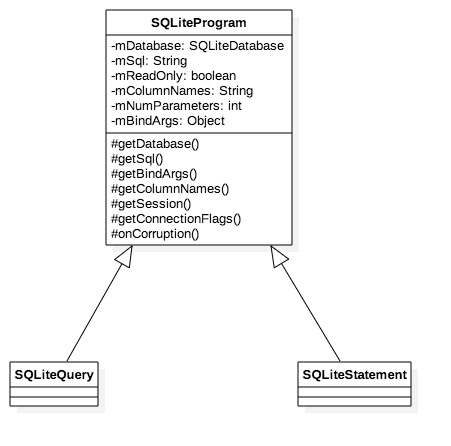 SQLiteProgram
-mDatabase: SQLiteDatabase
-mSql: String
-mReadOnly: boolean
-mColumnNames: String
-mNumParameters: int
-mBindArgs: Object
#getDatabase()
#getSql()
#getBindArgs()
#getColumnNames()
#getSession()
#getConnectionFlags()
#onCorruption()
SQLiteQuery
SQLiteStatement